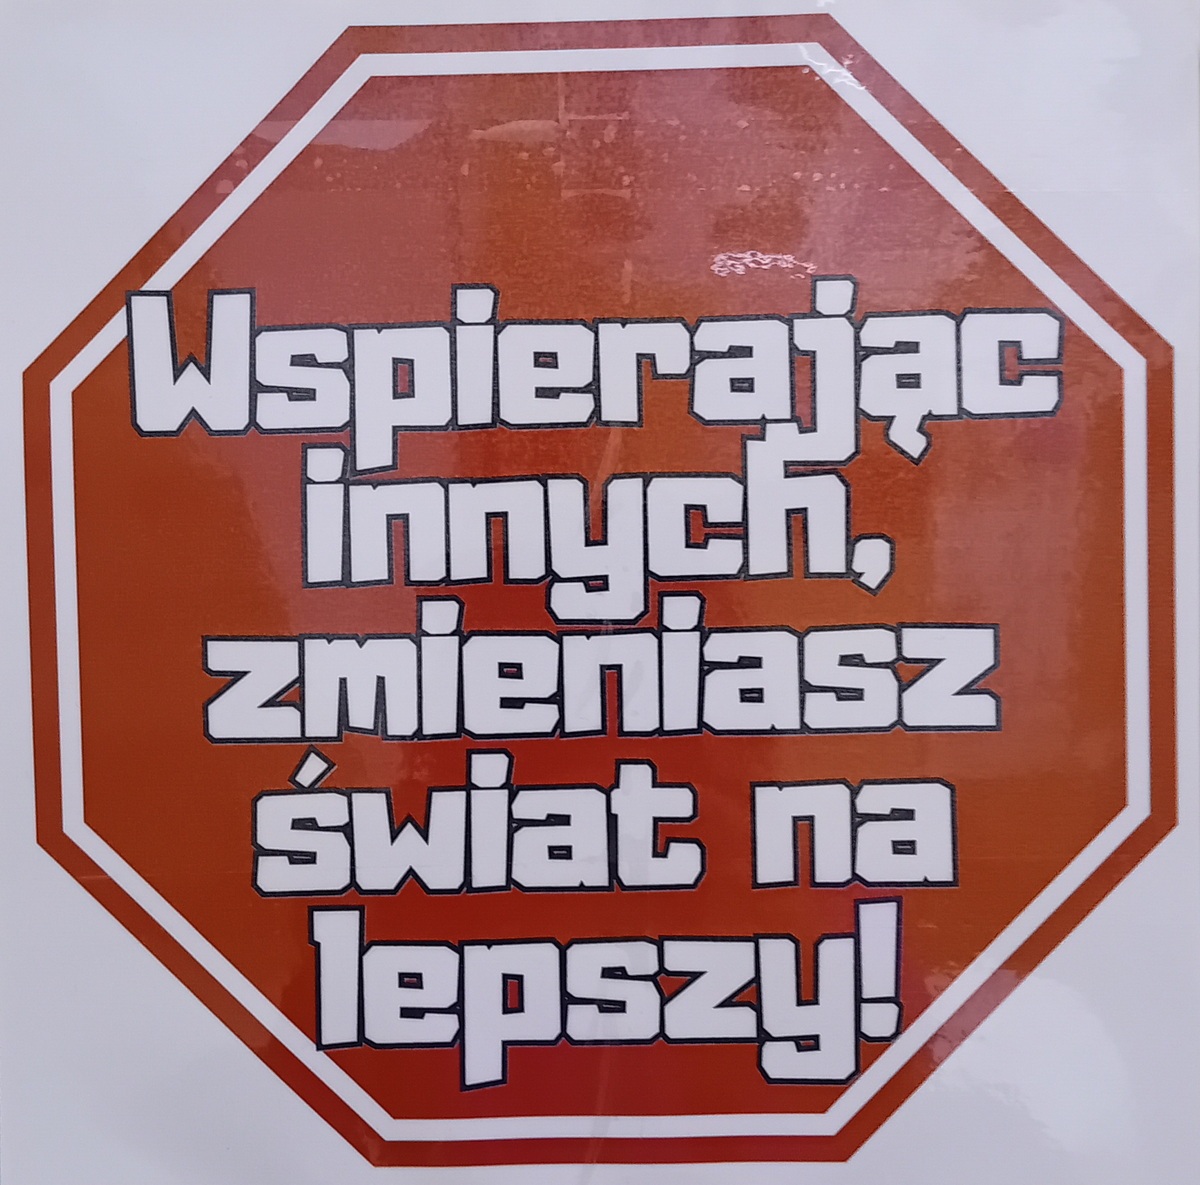 Wspierając
innych,
zmieniasz
świat na
lepszy!